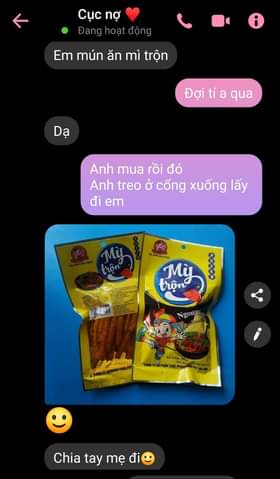 Cục nợ ❤️
Đang hoạt động
Em mún ăn mì trộn
Đợi tí a qua
Dạ
Anh mua rồi đó
Anh treo ở cổng xuống lấy
đi em
Mỳ
trộn
Mỳ
trộn
Chia tay mẹ đi🙂